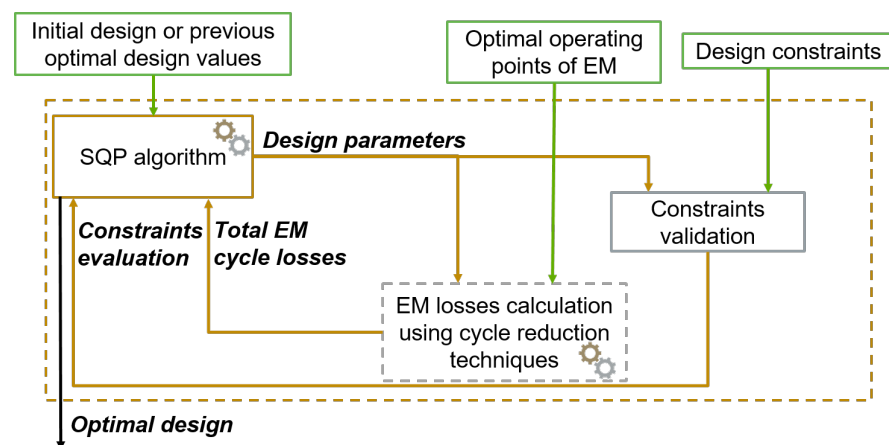 Initial design or previous
optimal design values
Optimal operating
points of EM
Design constraints
SQP algorithm
Design parameters
Constraints
validation
Constraints
evaluation
Total EM
cycle losses
EM losses calculation
using cycle reduction
techniques
Optimal design